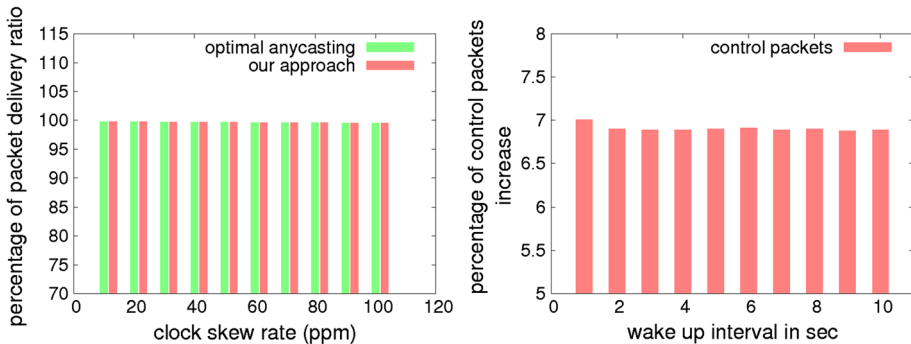 percentage of packet delivery ratio
115
110
105
100
95
90
85
80
75
70
optimal anycasting
our approach
0 20 40 60 80 100 120
clock skew rate (ppm)
percentage of control packets
increase
8
7.5
7
6.5
6
5.5
5
control packets
0 2 4 6 8 10
wake up interval in sec